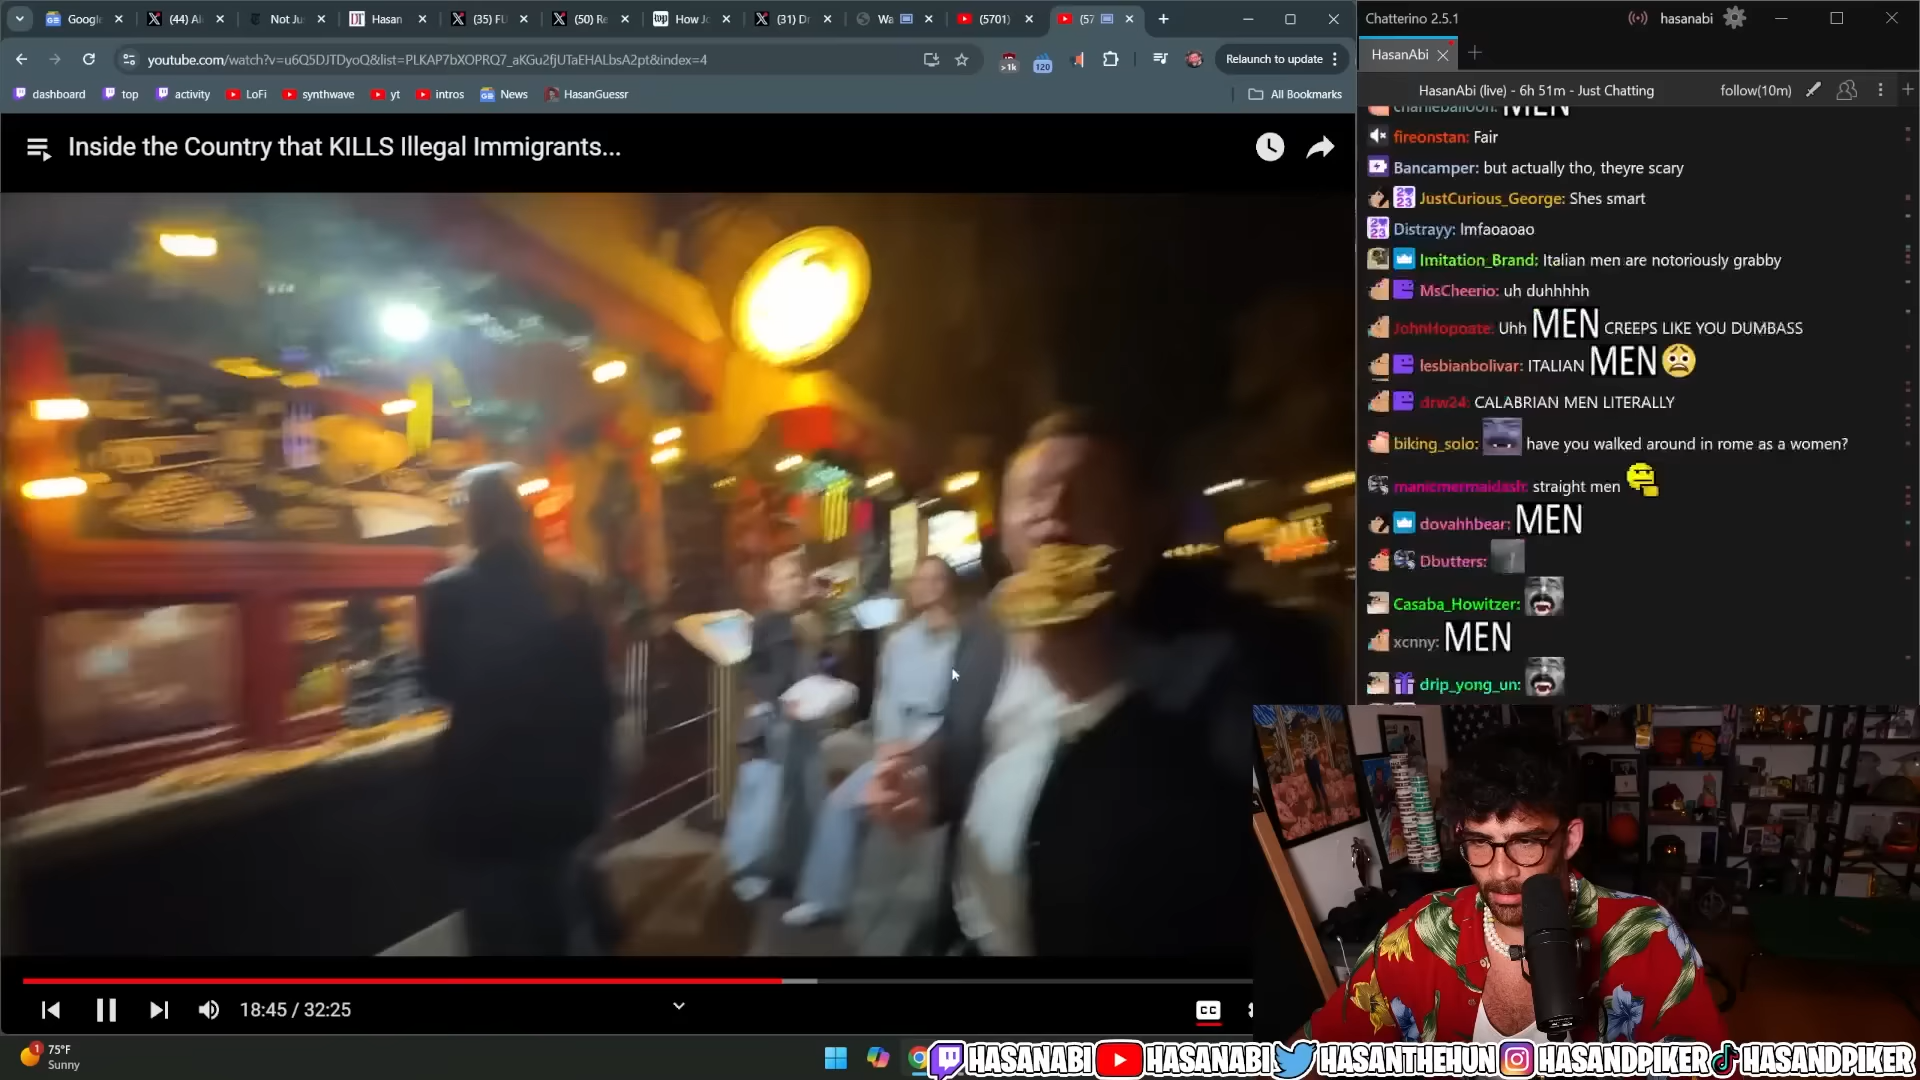 Google
(44) Al
Not Ju
Hasan
(35) FU
(50) Re
How Jo
(31) Dr
Wa
(5701)
(57
youtube.com/watch?v=u6Q5DJTDyoQ&list=PLKAP7bXOPRQ7_aKGu2fjUTaEHALbsA2pt&index=4
>1k
120
Relaunch to update
dashboard
top
activity
LoFi
synthwave
yt
intros
News
HasanGuessr
All Bookmarks
Inside the Country that KILLS Illegal Immigrants...
18:45 / 32:25
CC
1
75°F
Sunny
Chatterino 2.5.1
hasanabi
HasanAbi
HasanAbi (live) - 6h 51m - Just Chatting
follow(10m)
charlieballoon: MEN
fireonstan: Fair
Bancamper: but actually tho, theyre scary
JustCurious_George: Shes smart
Distrayy: lmfaoaoao
Imitation_Brand: Italian men are notoriously grabby
MsCheerio: uh duhhhhh
JohnHopoate: Uhh MEN CREEPS LIKE YOU DUMBASS
lesbianbolivar: ITALIAN MEN
drw24: CALABRIAN MEN LITERALLY
biking_solo: have you walked around in rome as a women?
straight men
dovahhbear: MEN
Dbutters:
Casaba_Howitzer:
xcnny: MEN
drip_yong_un:
HASANABI
HASANABI
HASANTHEHUN
HASANDPIKER
HASANDPIKER